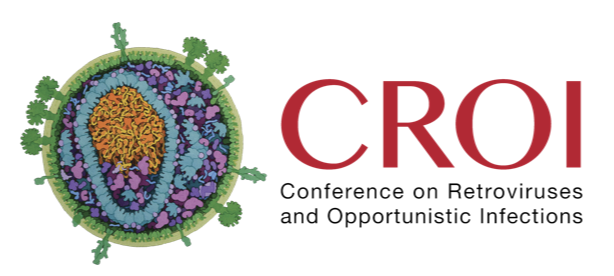 CROI
Conference on Retroviruses
and Opportunistic Infections